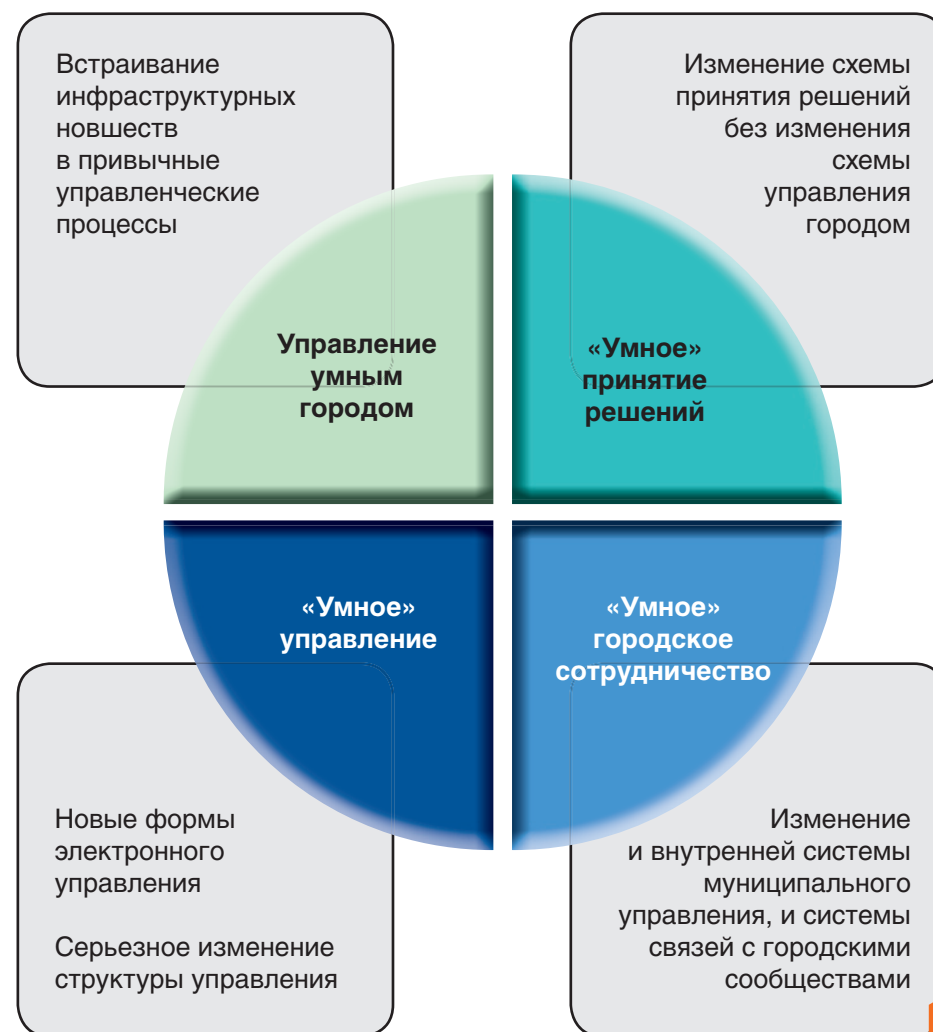 Встраивание
инфраструктурных
новшеств
в привычные
управленческие
процессы
Изменение схемы
принятия решений
без изменения
схемы
управления
городом
Управление
умным
городом
«Умное»
принятие
решений
«Умное»
управление
«Умное»
городское
сотрудничество
Новые формы
электронного
управления
Серьезное изменение
структуры управления
Изменение
и внутренней системы
муниципального
управления, и системы
связей с городскими
сообществами